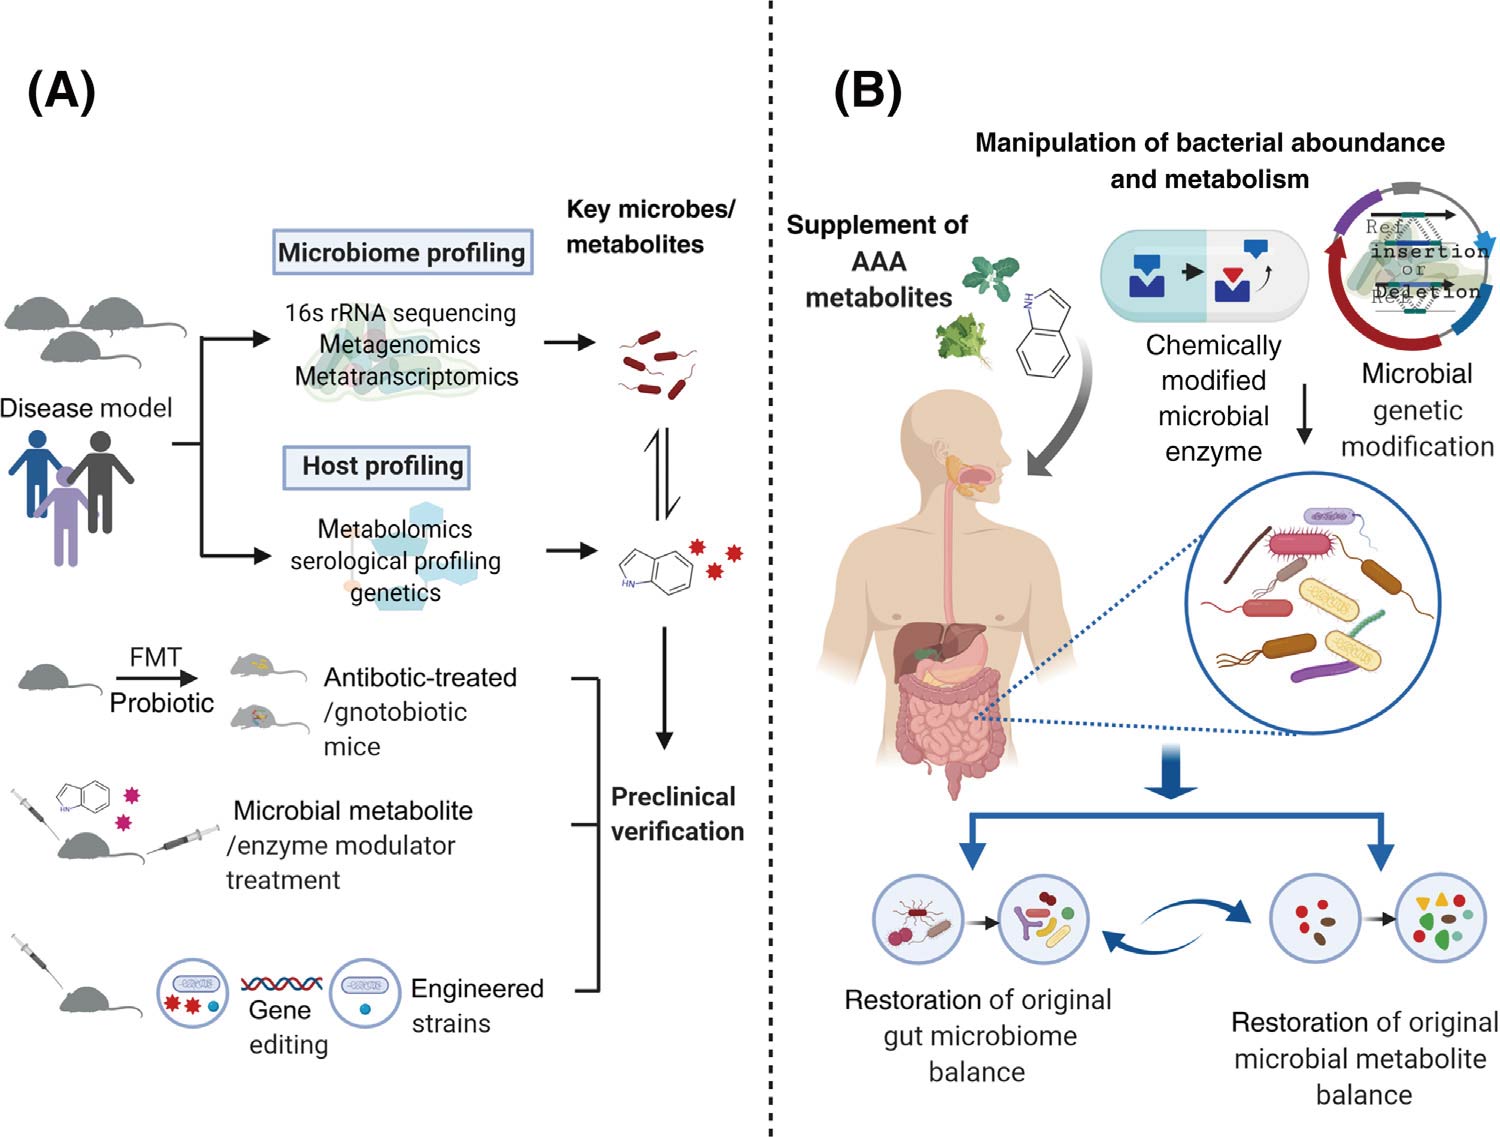 (A)
Microbiome profiling
Key microbes/
metabolites
16s rRNA sequencing
Metagenomics
Metatranscriptomics
Disease model
Host profiling
Metabolomics
serological profiling
genetics
HN
FMT
Probiotic
Antibotic-treated
/gnotobiotic
mice
HN
Microbial metabolite
/enzyme modulator
treatment
Preclinical
verification
Gene
editing
Engineered
strains
(B)
Manipulation of bacterial aboundance
and metabolism
Supplement of
AAA
metabolites
HN
Chemically
modified
microbial
enzyme
Ref
insertion
or
Deletion
Ref
Microbial
genetic
modification
Restoration of original
gut microbiome
balance
Restoration of original
microbial metabolite
balance